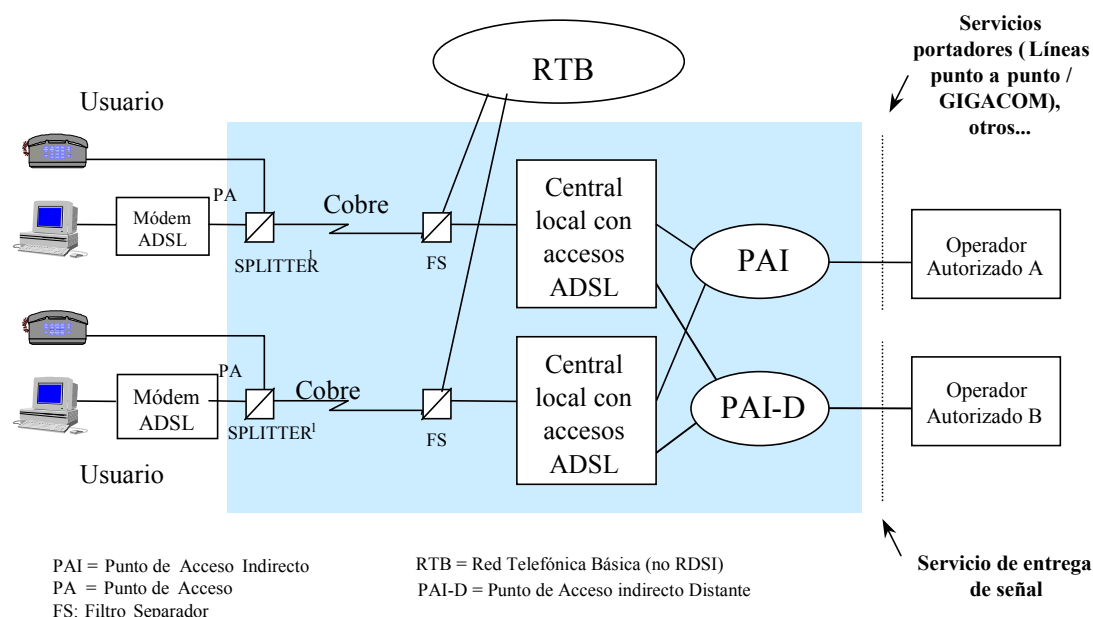 Servicios
portadores ( Líneas
punto a punto /
GIGACOM),
otros...
RTB
Usuario
PA
Módem
ADSL
SPLITTER1
Cobre
FS
Central
local con
accesos
ADSL
PAI
Operador
Autorizado A
PA
Módem
ADSL
SPLITTER1
Cobre
FS
Central
local con
accesos
ADSL
PAI-D
Operador
Autorizado B
Usuario
Servicio de entrega
de señal
PAI = Punto de Acceso Indirecto
PA = Punto de Acceso
FS: Filtro Separador
RTB = Red Telefónica Básica (no RDSI)
PAI-D = Punto de Acceso indirecto Distante